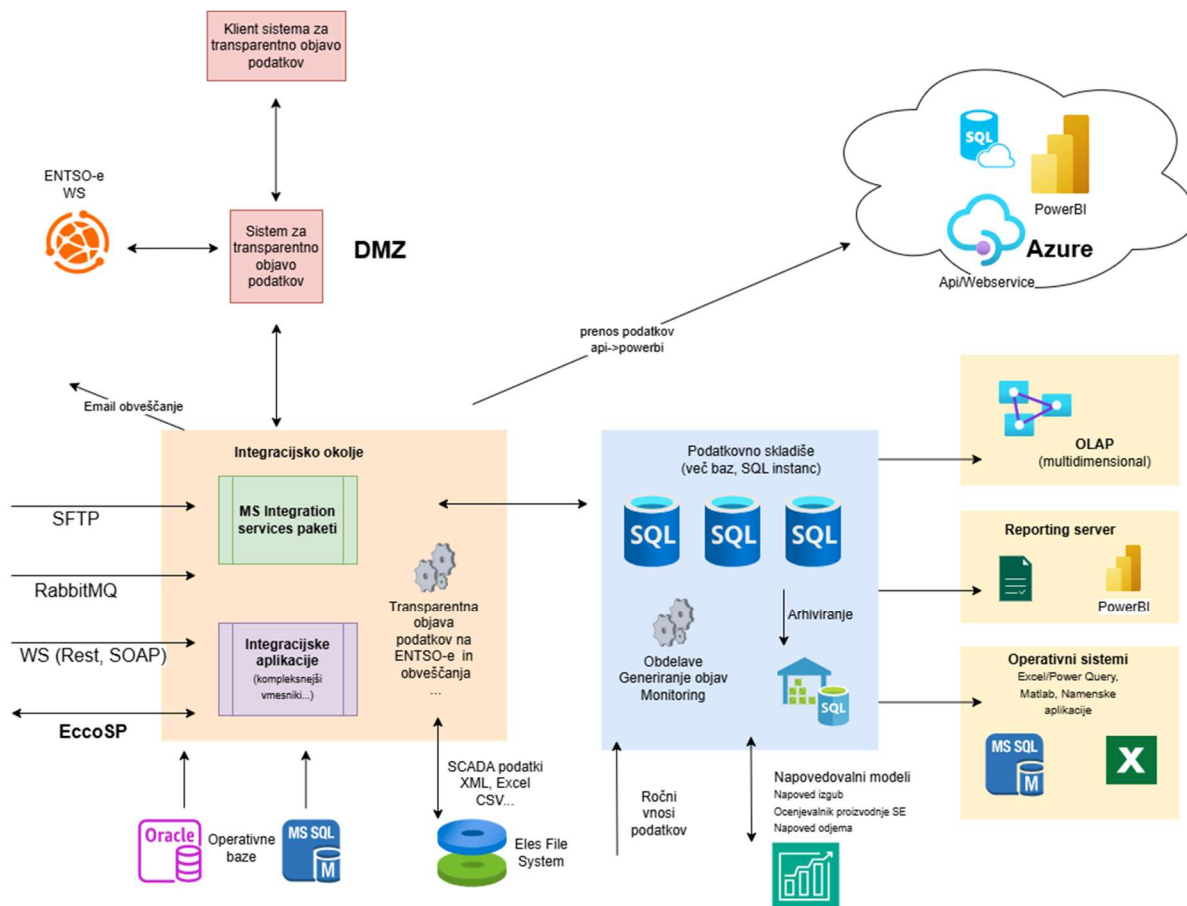 Klient sistema za
transparentno objavo
podatkov
ENTSO-e
WS
Sistem za
transparentno
objavo
podatkov
DMZ
SQL
PowerBI
Azure
Api/Webservice
prenos podatkov
api->powerbi
Email obveščanje
Integracijsko okolje
MS Integration
services paketi
Integracijske
aplikacije
(kompleksnejši
vmesniki...)
Transparentna
objava
podatkov na
ENTSO-e in
obveščanja
...
SFTP
RabbitMQ
WS (Rest, SOAP)
EccoSP
Oracle
Operativne
baze
MS SQL
M
SCADA podatki
XML, Excel
CSV...
Eles File
System
Podatkovno skladiše
(več baz, SQL instanc)
SQL
SQL
SQL
Arhiviranje
Obdelave
Generiranje objav
Monitoring
SQL
Ročni
vnosi
podatkov
Napovedovalni modeli
Napoved izgub
Ocenjevalnik proizvodnje SE
Napoved odjema
OLAP
(multidimensional)
Reporting server
PowerBI
Operativni sistemi
Excel/Power Query,
Matlab, Namenske
aplikacije
MS SQL
M
X